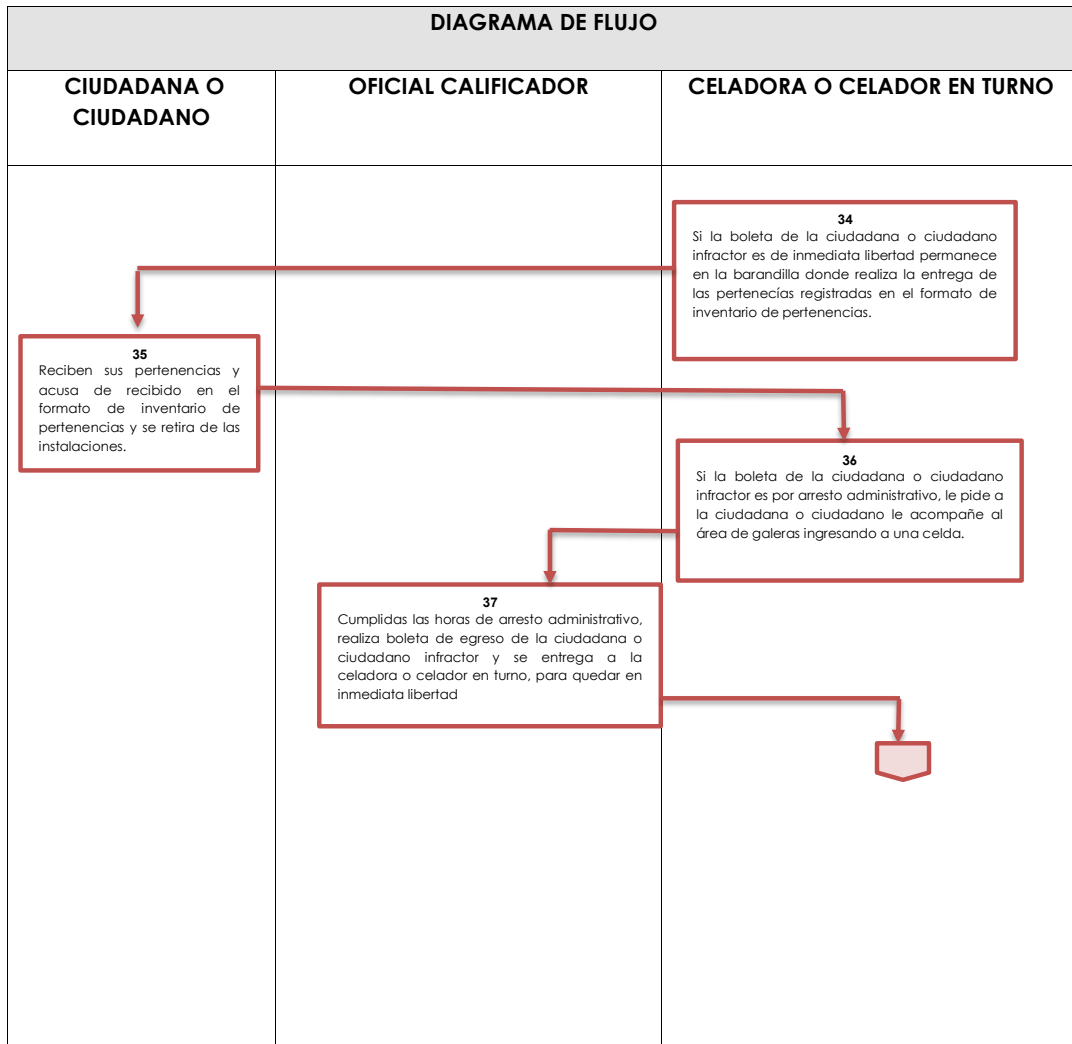 DIAGRAMA DE FLUJO
CIUDADANA O
CIUDADANO
OFICIAL CALIFICADOR
CELADORA O CELADOR EN TURNO
34
Si la boleta de la ciudadana o ciudadano
infractor es de inmediata libertad permanece
en la barandilla donde realiza la entrega de
las pertenecías registradas en el formato de
inventario de pertenencias.
35
Reciben sus pertenencias y
acusa de recibido en el
formato de inventario de
pertenencias y se retira de las
instalaciones.
36
Si la boleta de la ciudadana o ciudadano
infractor es por arresto administrativo, le pide a
la ciudadana o ciudadano le acompañe al
área de galeras ingresando a una celda.
37
Cumplidas las horas de arresto administrativo,
realiza boleta de egreso de la ciudadana o
ciudadano infractor y se entrega a la
celadora o celador en turno, para quedar en
inmediata libertad